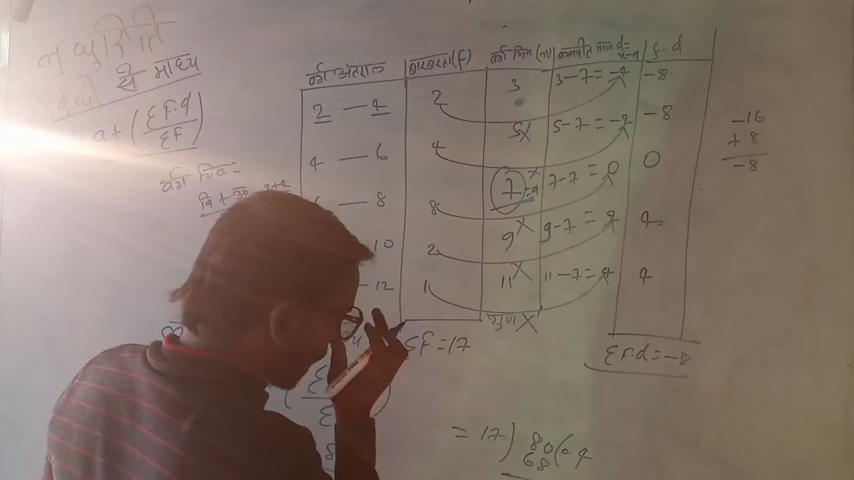 लघुरिति
विधी से माध्य
a + (ΣF.d / ΣF)
वर्ग चिन्ह =
वर्ग अंतराल | बारंबारता (f) | वर्ग चिन्ह (x) | कल्पीत माध्य d=x-a | f.d
2 — 4 | 2 | 3 | 3-7 = -4 | -8
4 — 6 | 4 | 5 | 5-7 = -2 | -8
— 8 | 8 | 7 = a | 7-7 = 0 | 0
10 | 2 | 9 | 9-7 = 2 | 4
— 12 | 1 | 11 | 11-7 = 4 | 4
गुणा
ΣF = 17
ΣF.d = -8
-16
+ 8
-8
= 17) 80 (0.4
68